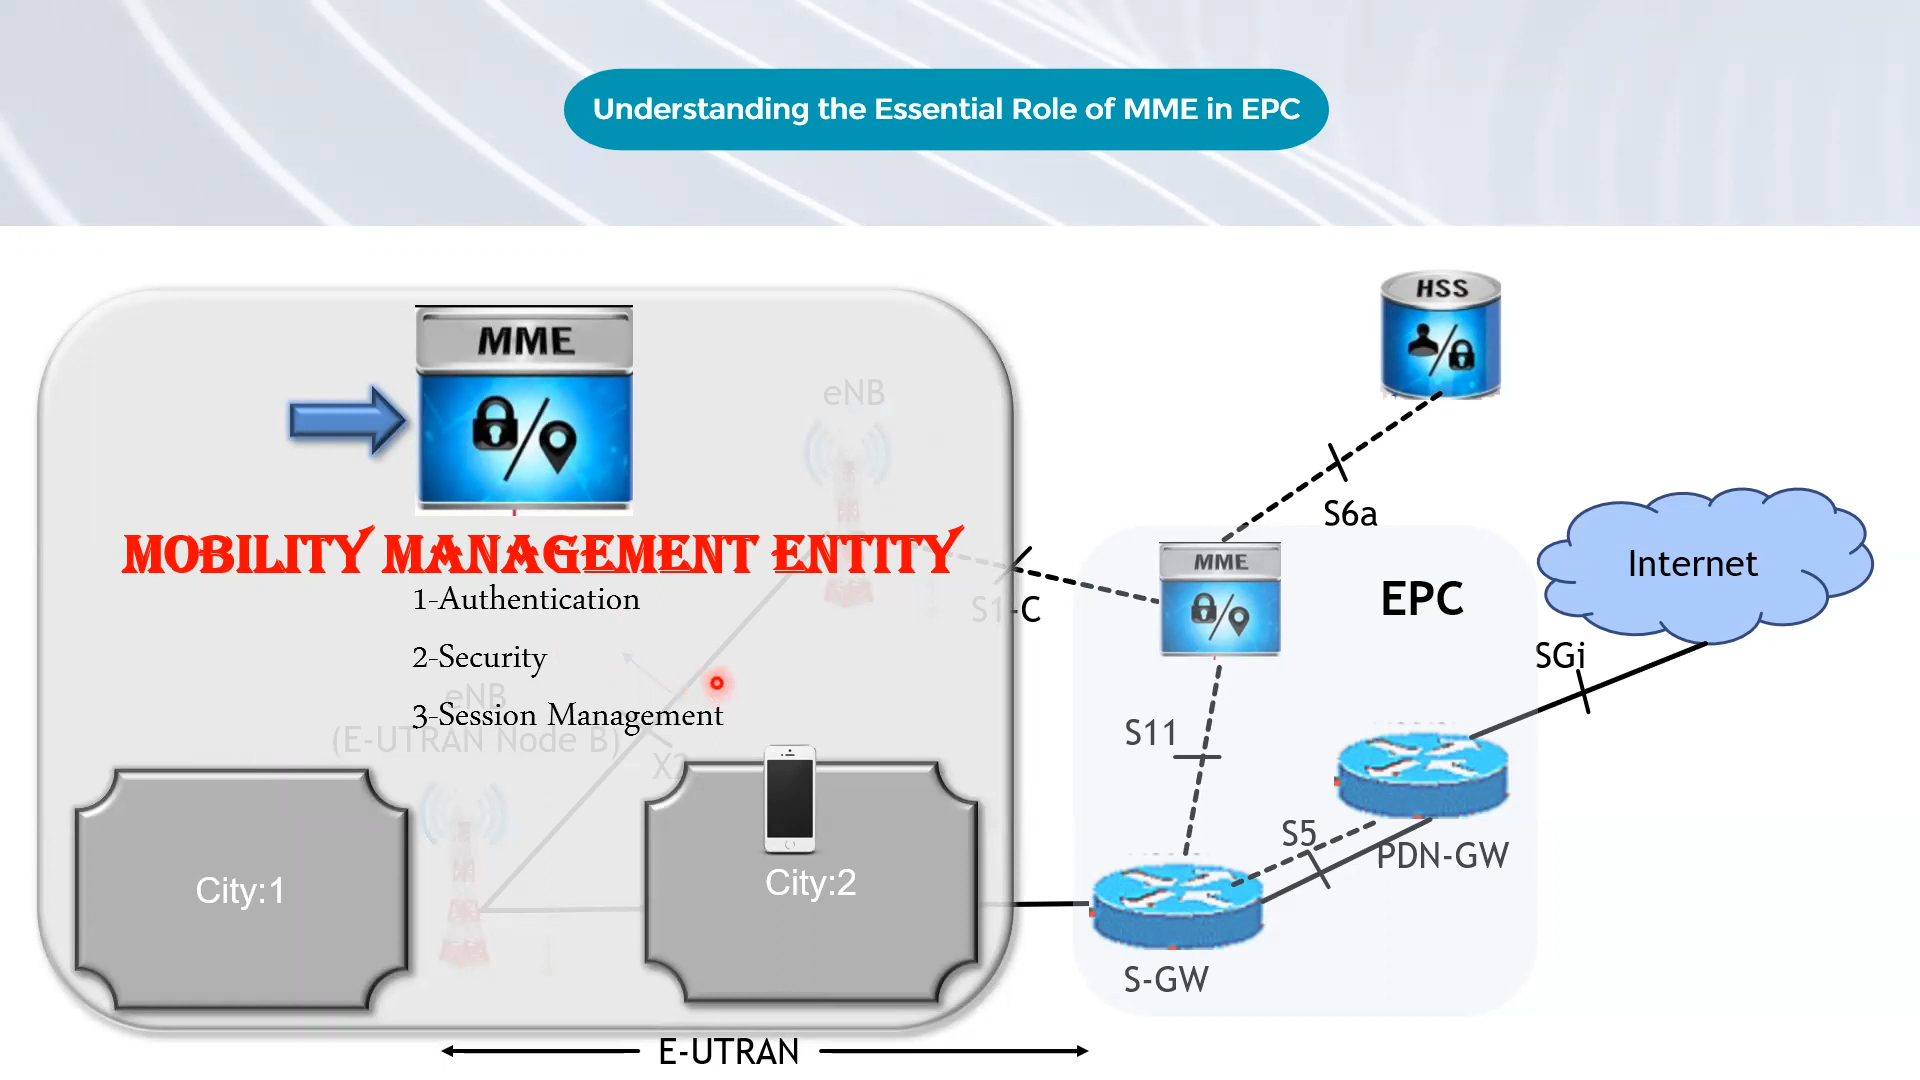 Understanding the Essential Role of MME in EPC
HSS
MME
eNB
S6a
Internet
MOBILITY MANAGEMENT ENTITY
MME
EPC
1-Authentication
S1-C
2-Security
SGi
eNB
3-Session Management
(E-UTRAN Node B)
S11
S5
PDN-GW
City:1
City:2
S-GW
E-UTRAN